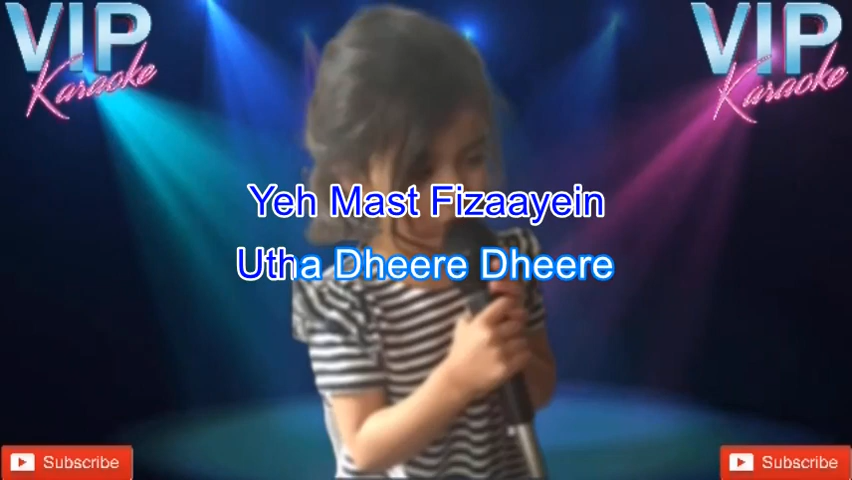 VIP VIP
Karaoke Karaoke
Yeh Mast Fizaayein
Utha Dheere Dheere
Subscribe Subscribe